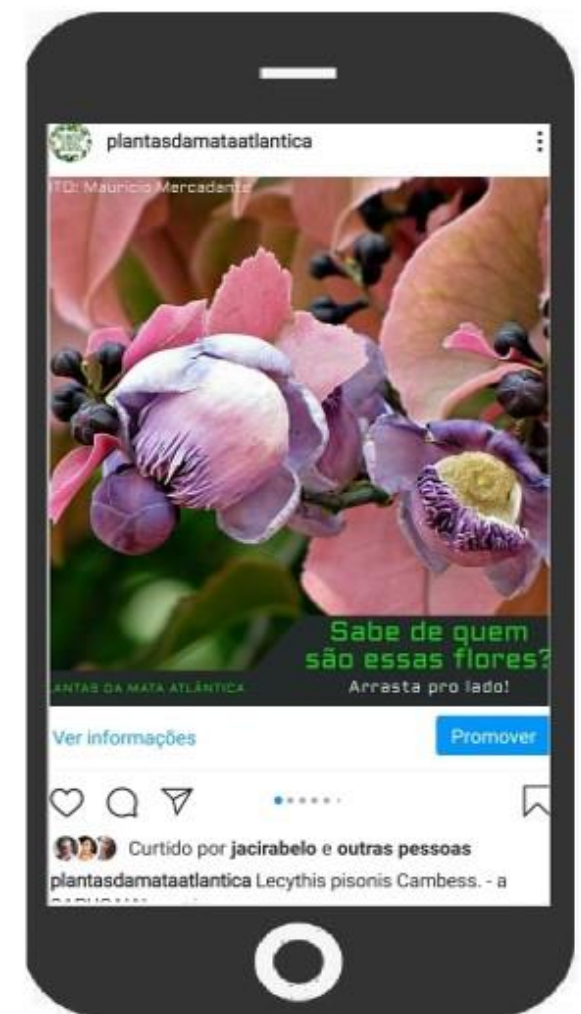 plantasdamataatlantica
ITO: Mauricio Mercadante
Sabe de quem
são essas flores?
Arrasta pro lado!
LANTAS DA MATA ATLÂNTICA
Ver informações
Promover
Curtido por jacirabelo e outras pessoas
plantasdamataatlantica Lecythis pisonis Cambess. - a